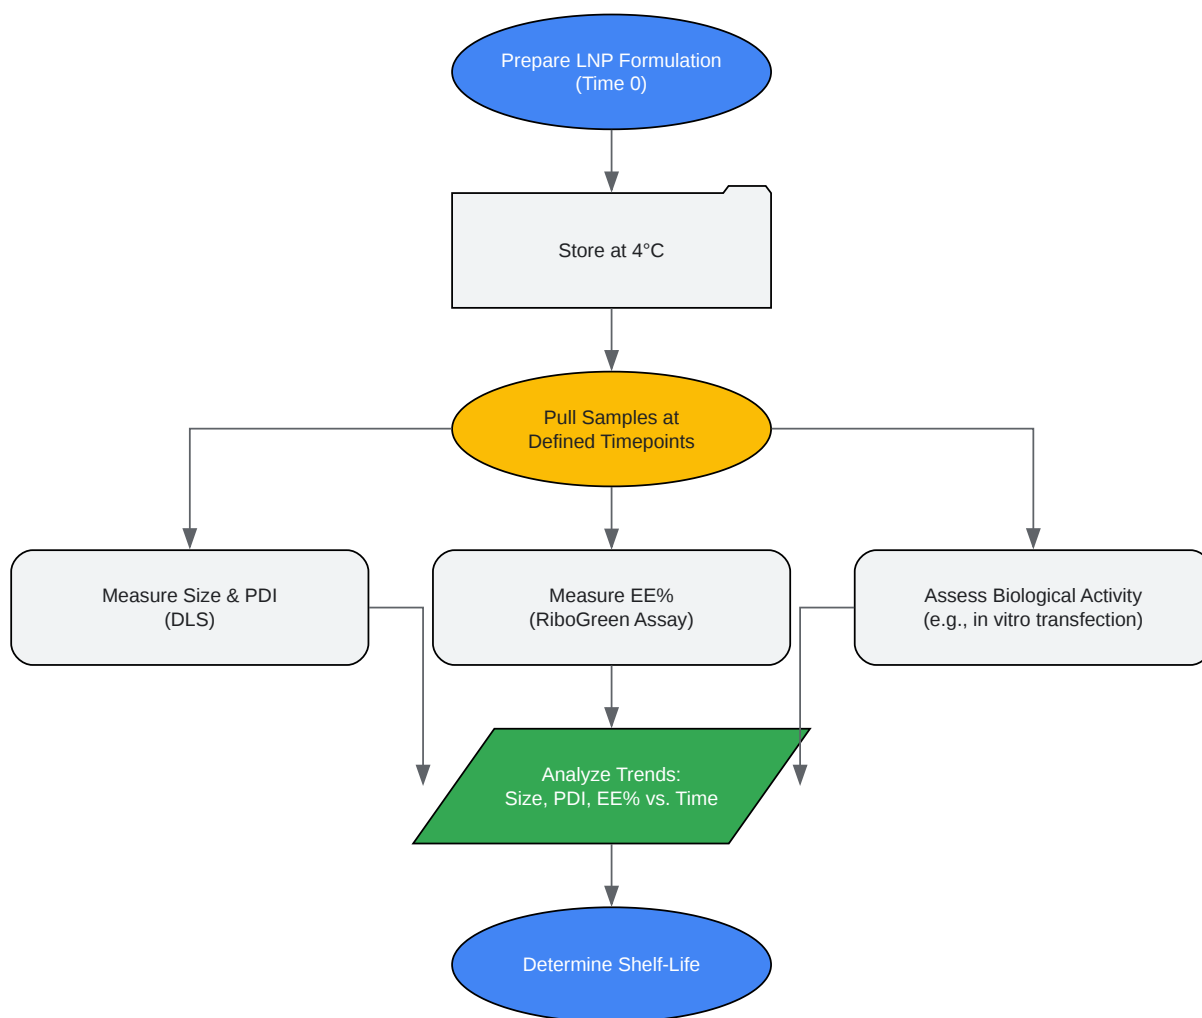 Prepare LNP Formulation
(Time 0)
Store at 4°C
Pull Samples at
Defined Timepoints
Measure Size & PDI
(DLS)
Measure EE%
(RiboGreen Assay)
Assess Biological Activity
(e.g., in vitro transfection)
Analyze Trends:
Size, PDI, EE% vs. Time
Determine Shelf-Life